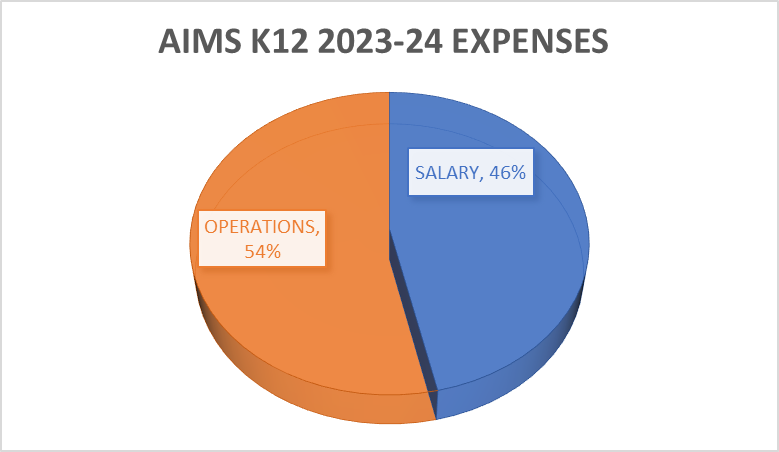 AIMS K12 2023-24 EXPENSES
SALARY, 46%
OPERATIONS,
54%